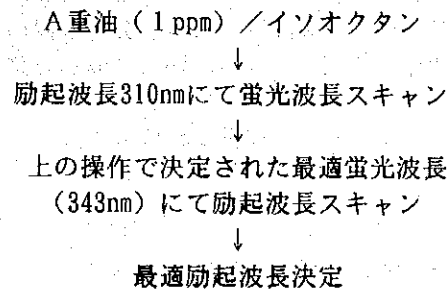 A重油（1ppm）／イソオクタン
↓
励起波長310nmにて蛍光波長スキャン
↓
上の操作で決定された最適蛍光波長
（343nm）にて励起波長スキャン
↓
最適励起波長決定